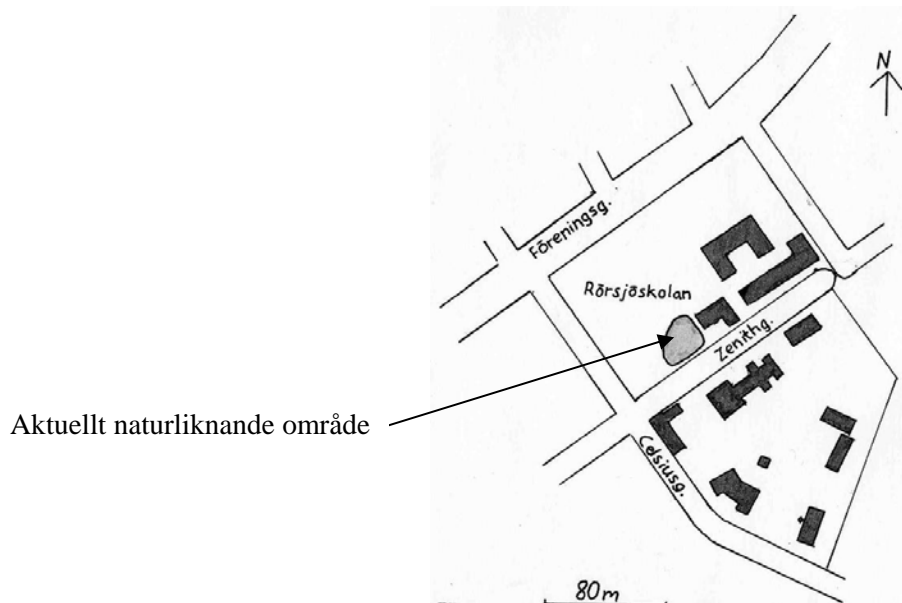 N
Föreningsg.
Rörsjöskolan
Zenithg.
Aktuellt naturliknande område
Celsiusg.
80m